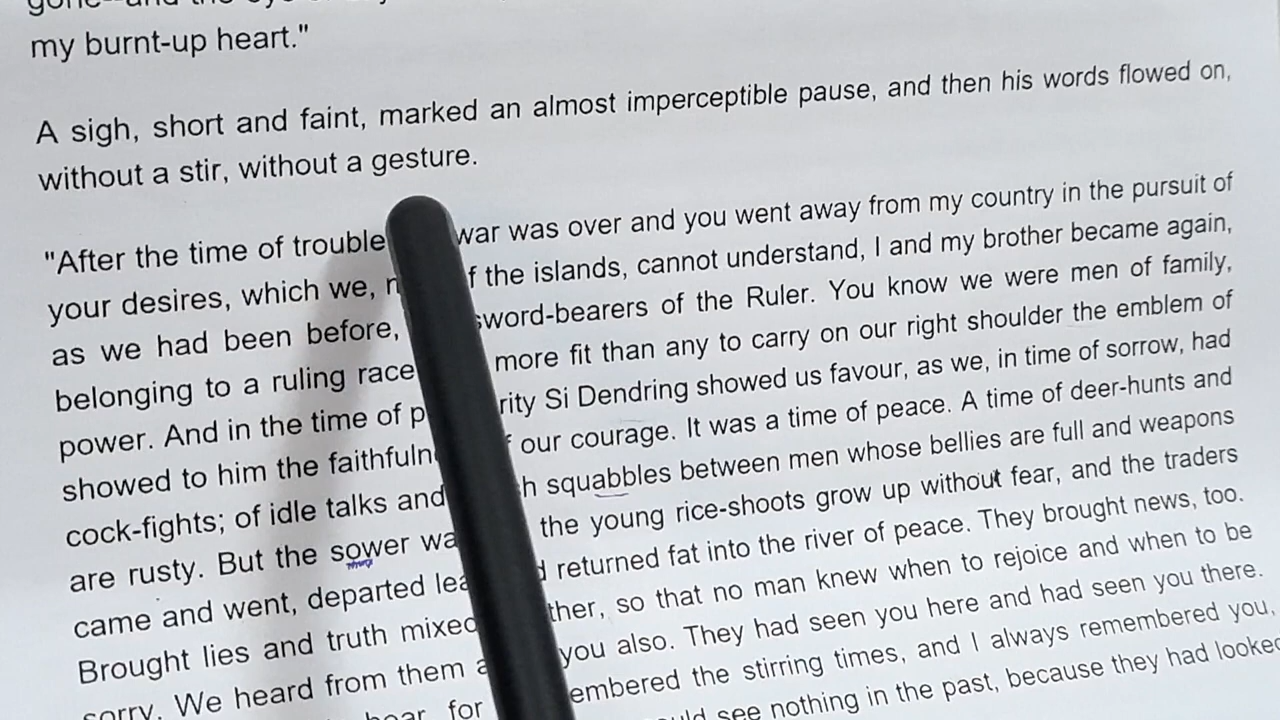 my burnt-up heart."
A sigh, short and faint, marked an almost imperceptible pause, and then his words flowed on,
without a stir, without a gesture.
"After the time of trouble war was over and you went away from my country in the pursuit of
your desires, which we, f the islands, cannot understand, I and my brother became again,
as we had been before, sword-bearers of the Ruler. You know we were men of family,
belonging to a ruling race more fit than any to carry on our right shoulder the emblem of
power. And in the time of p rity Si Dendring showed us favour, as we, in time of sorrow, had
showed to him the faithfuln our courage. It was a time of peace. A time of deer-hunts and
cock-fights; of idle talks and h squabbles between men whose bellies are full and weapons
are rusty. But the sower wa the young rice-shoots grow up without fear, and the traders
came and went, departed lea d returned fat into the river of peace. They brought news, too.
Brought lies and truth mixed ther, so that no man knew when to rejoice and when to be
sorry. We heard from them a you also. They had seen you here and had seen you there.
hear for embered the stirring times, and I always remembered you,
uld see nothing in the past, because they had looked